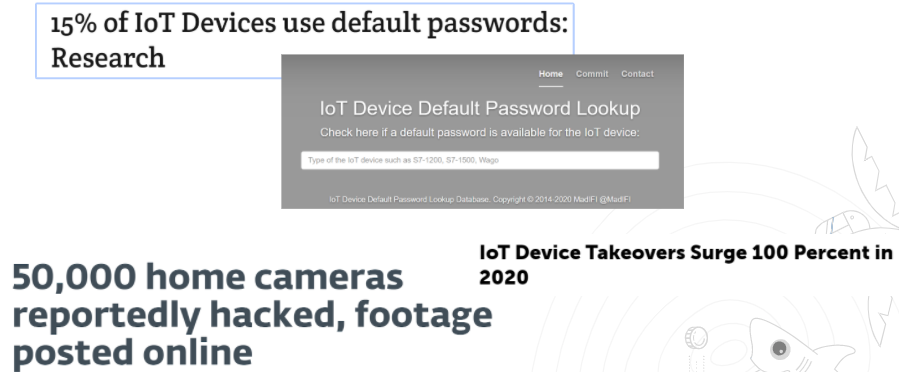 15% of IoT Devices use default passwords:
Research
Home Commit Contact
IoT Device Default Password Lookup
Check here if a default password is available for the IoT device:
Type of the IoT device such as S7-1200, S7-1500, Wago
IoT Device Default Password Lookup Database. Copyright © 2014-2020 MadIFI @MadIFI
50,000 home cameras
reportedly hacked, footage
posted online
IoT Device Takeovers Surge 100 Percent in
2020